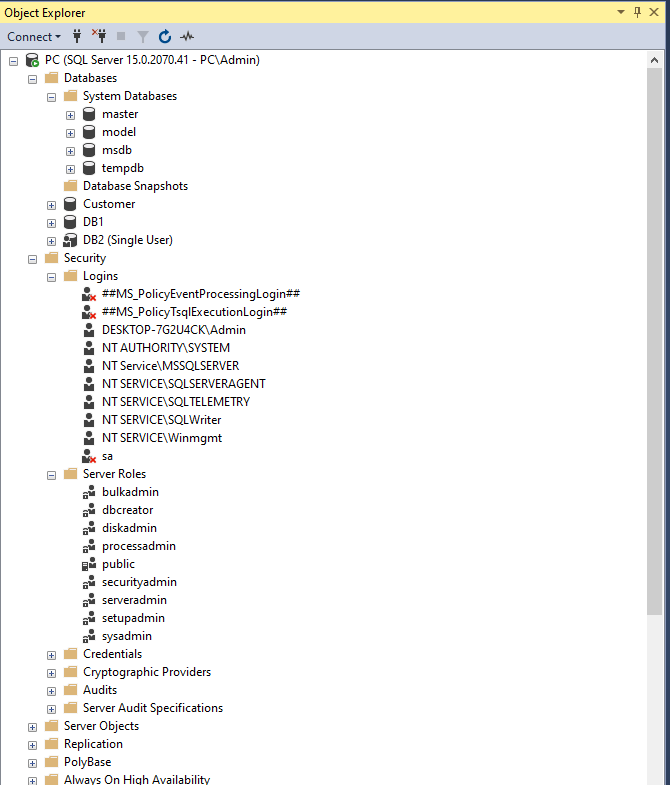 Object Explorer
Connect
PC (SQL Server 15.0.2070.41 - PC\Admin)
Databases
System Databases
master
model
msdb
tempdb
Database Snapshots
Customer
DB1
DB2 (Single User)
Security
Logins
##MS_PolicyEventProcessingLogin##
##MS_PolicyTsqlExecutionLogin##
DESKTOP-7G2U4CK\Admin
NT AUTHORITY\SYSTEM
NT Service\MSSQLSERVER
NT SERVICE\SQLSERVERAGENT
NT SERVICE\SQLTELEMETRY
NT SERVICE\SQLWriter
NT SERVICE\Winmgmt
sa
Server Roles
bulkadmin
dbcreator
diskadmin
processadmin
public
securityadmin
serveradmin
setupadmin
sysadmin
Credentials
Cryptographic Providers
Audits
Server Audit Specifications
Server Objects
Replication
PolyBase
Always On High Availability